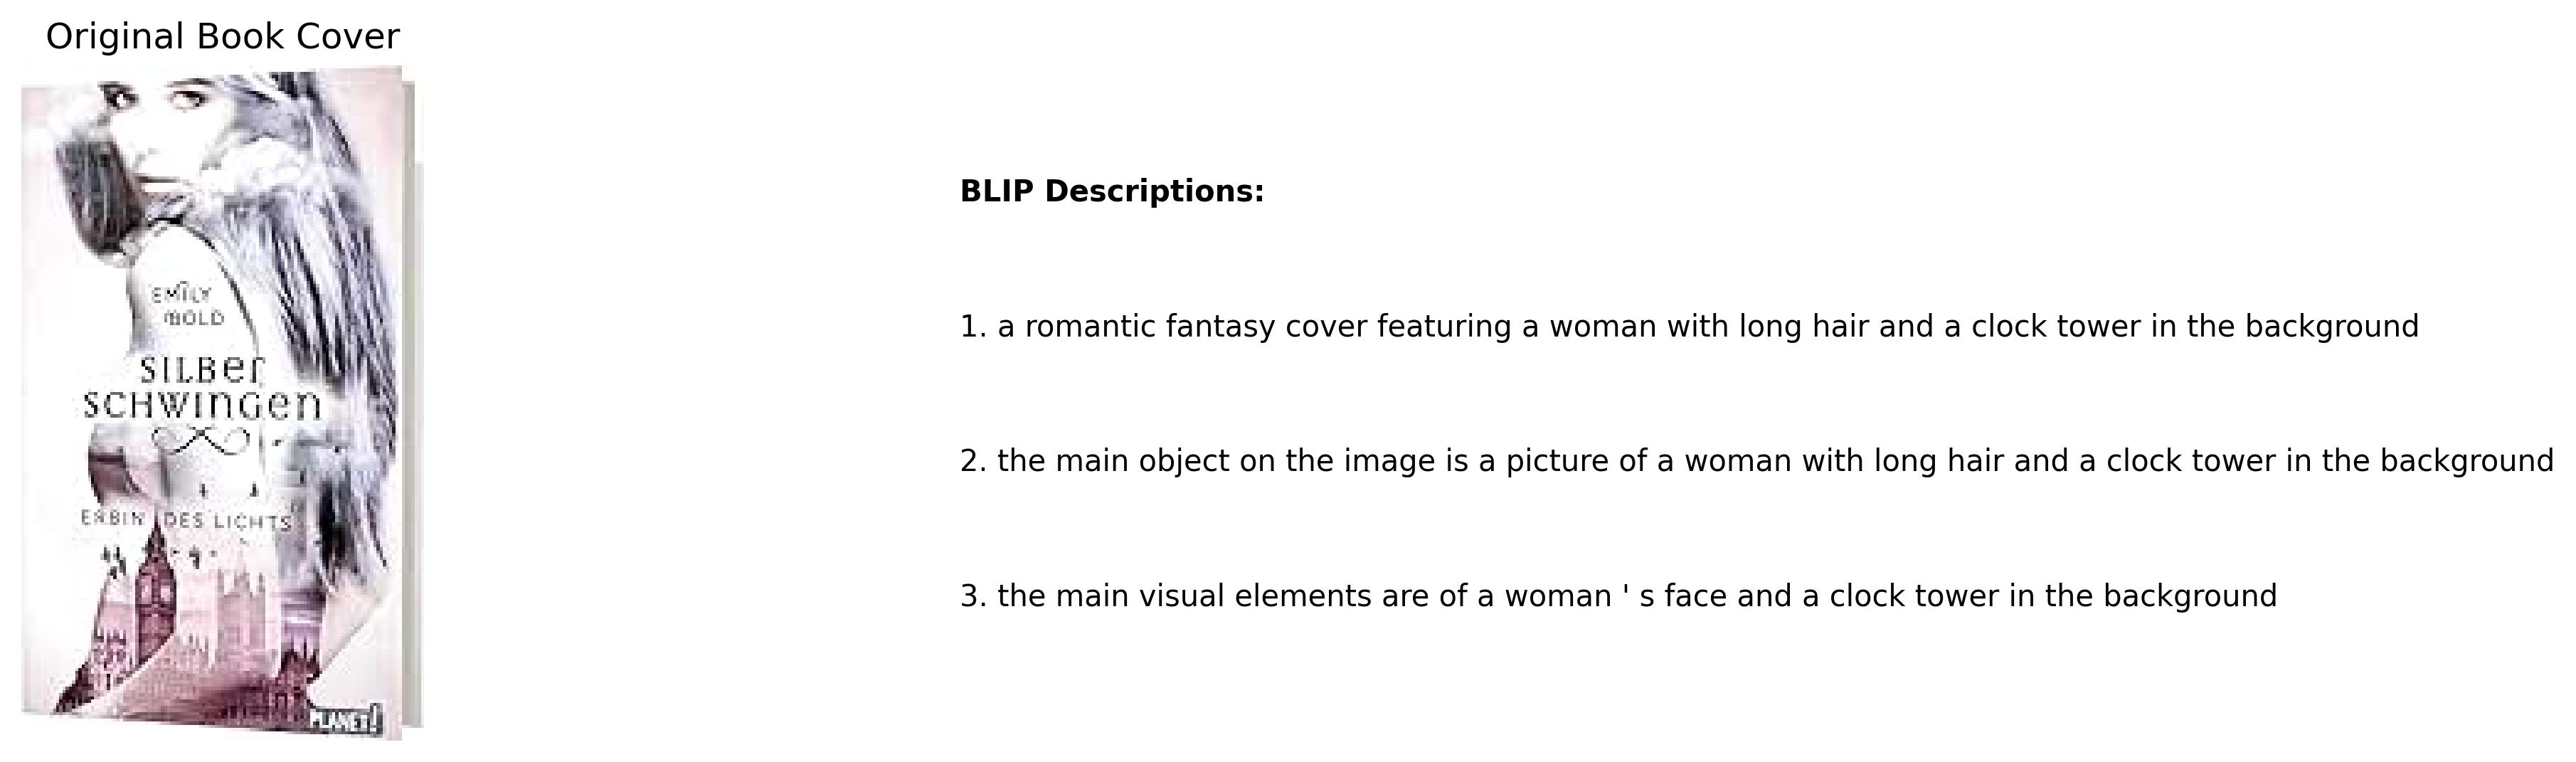 Original Book Cover
EMILY
BOLD
SILBER
SCHWINGEN
ERBIN DES LICHTS
PLANET!
BLIP Descriptions:
1. a romantic fantasy cover featuring a woman with long hair and a clock tower in the background
2. the main object on the image is a picture of a woman with long hair and a clock tower in the background
3. the main visual elements are of a woman ' s face and a clock tower in the background